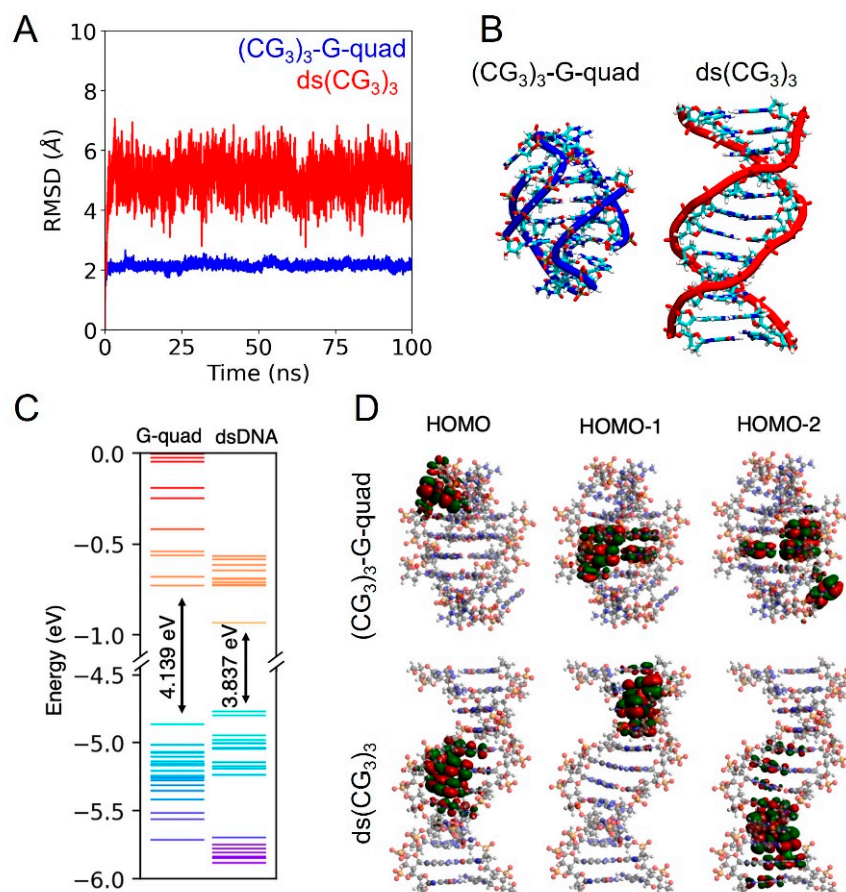 A
B
(CG₃)₃-G-quad
ds(CG₃)₃
10
8
6
4
2
0
RMSD (Å)
0
25
50
75
100
Time (ns)
(CG₃)₃-G-quad
ds(CG₃)₃
C
D
G-quad
dsDNA
0.0
-0.5
-1.0
-4.5
-5.0
-5.5
-6.0
Energy (eV)
4.139 eV
3.837 eV
HOMO
HOMO-1
HOMO-2
(CG₃)₃-G-quad
ds(CG₃)₃